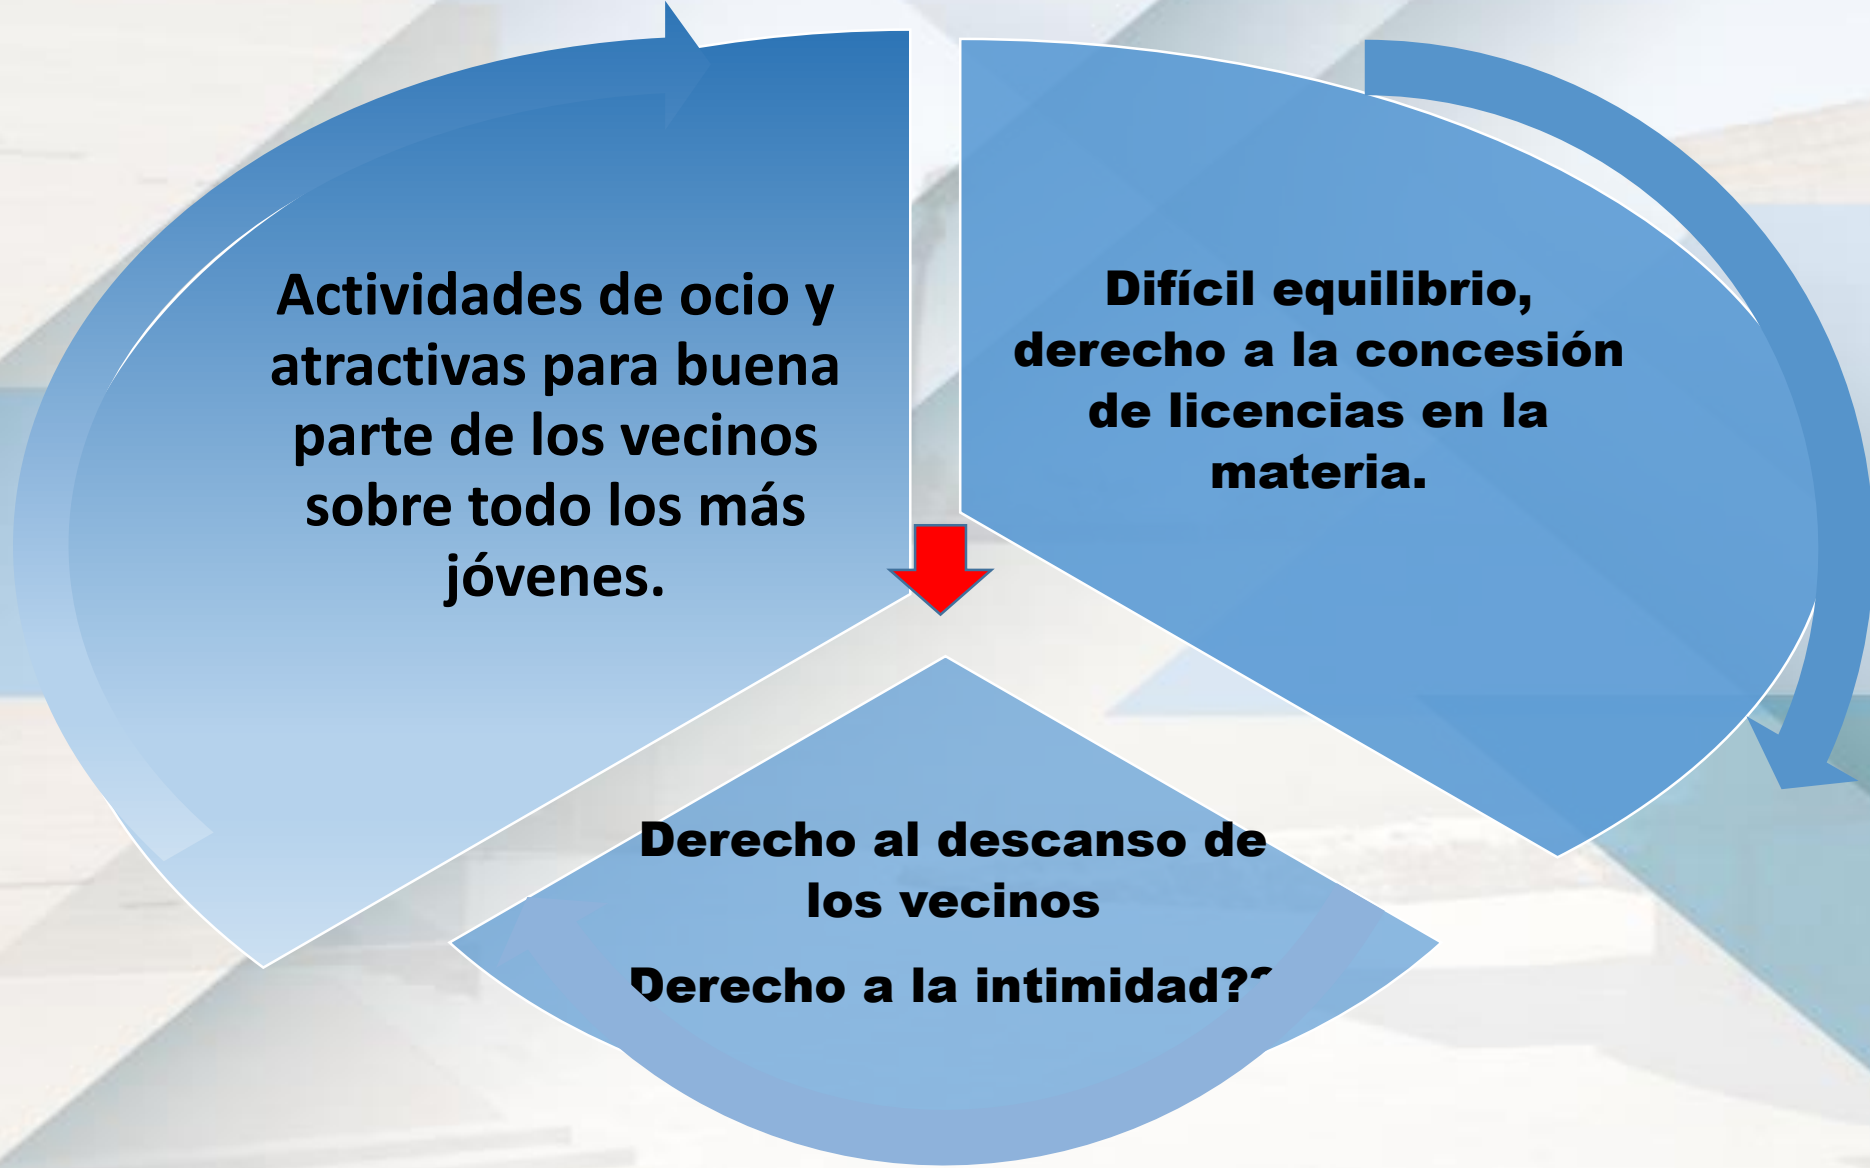 Actividades de ocio y
atractivas para buena
parte de los vecinos
sobre todo los más
jóvenes.
Difícil equilibrio,
derecho a la concesión
de licencias en la
materia.
Derecho al descanso de
los vecinos
Derecho a la intimidad??